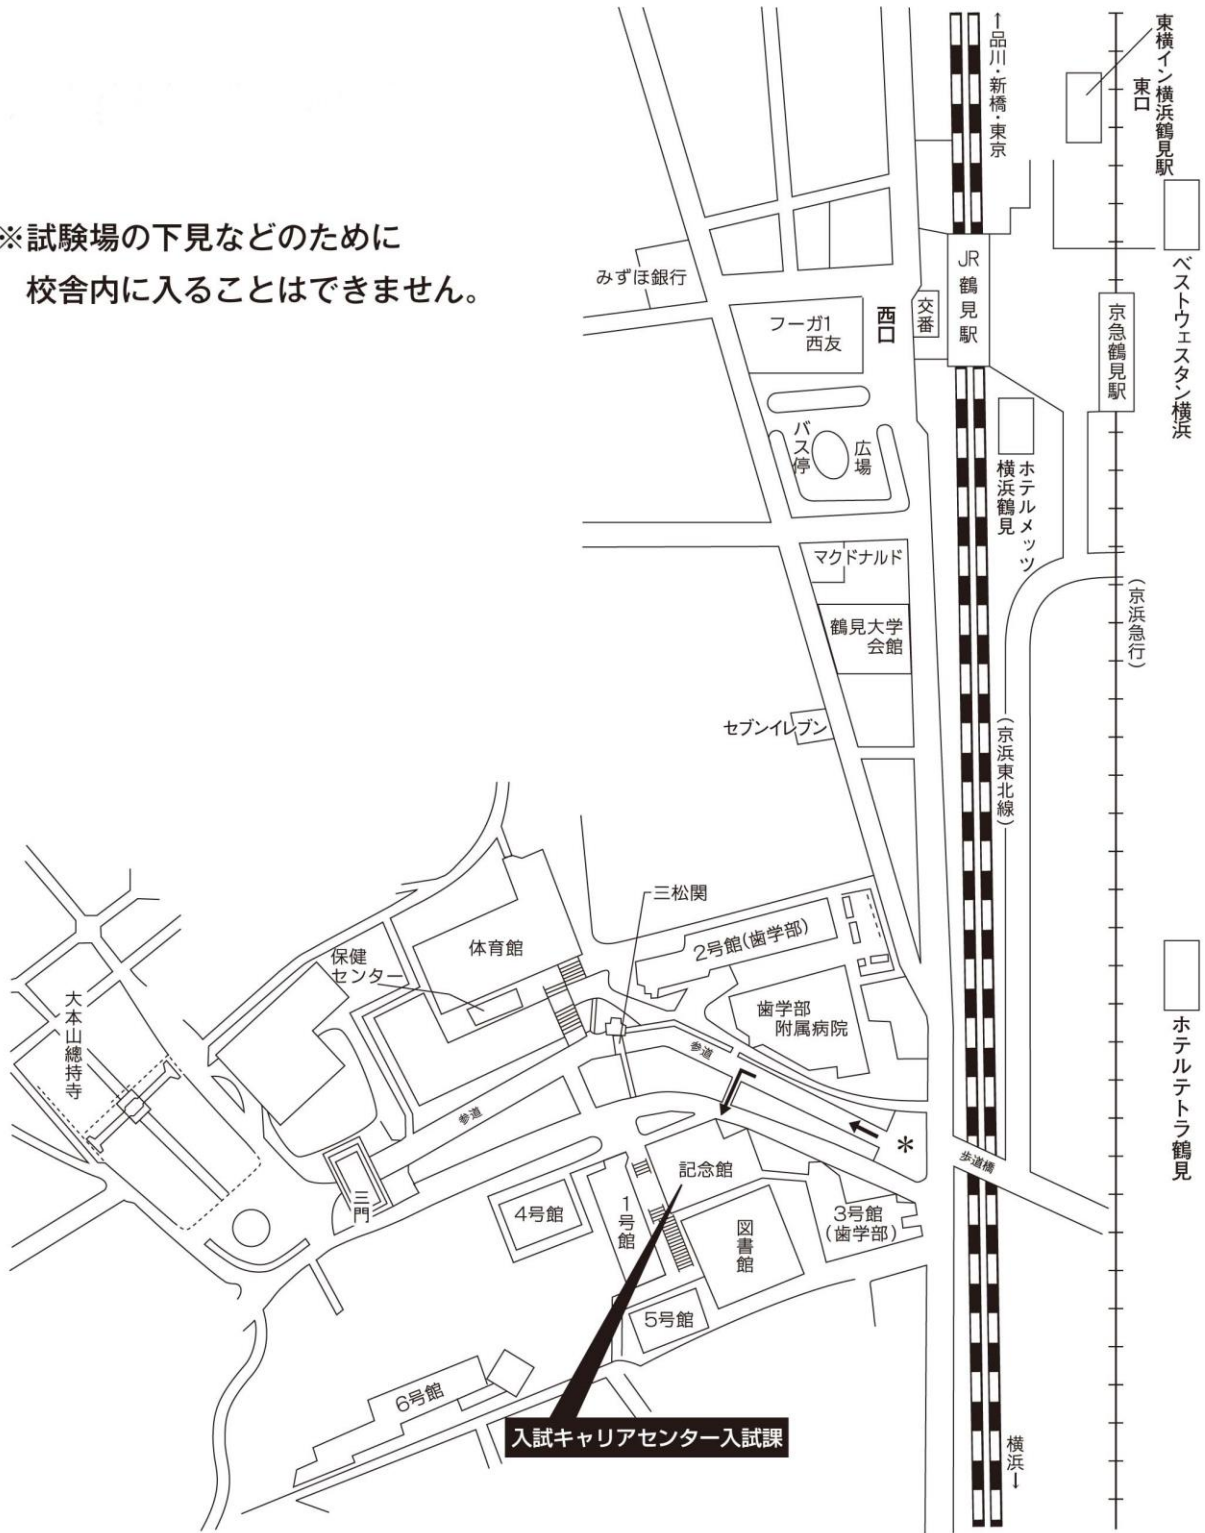 ※試験場の下見などのために
校舎内に入ることはできません。
↑品川・新橋・東京
東横イン横浜鶴見駅
東口
ベストウェスタン横浜
みずほ銀行
フーガ1
西友
西口
交番
JR鶴見駅
京急鶴見駅
バス停
広場
ホテルメッツ
横浜鶴見
マクドナルド
鶴見大学
会館
(京浜急行)
セブンイレブン
(京浜東北線)
三松関
2号館(歯学部)
体育館
保健
センター
歯学部
附属病院
大本山總持寺
参道
参道
＊
ホテルテトラ鶴見
歩道橋
三門
記念館
4号館
1号館
図書館
3号館
(歯学部)
5号館
6号館
入試キャリアセンター入試課
横浜↓